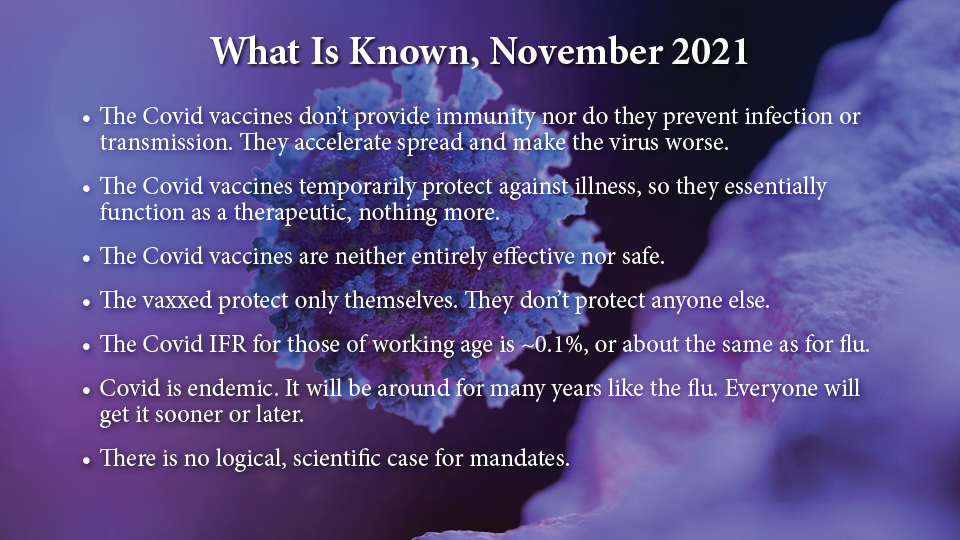 What Is Known, November 2021
• The Covid vaccines don't provide immunity nor do they prevent infection or
transmission. They accelerate spread and make the virus worse.
• The Covid vaccines temporarily protect against illness, so they essentially
function as a therapeutic, nothing more.
• The Covid vaccines are neither entirely effective nor safe.
• The vaxxed protect only themselves. They don't protect anyone else.
• The Covid IFR for those of working age is ~0.1%, or about the same as for flu.
• Covid is endemic. It will be around for many years like the flu. Everyone will
get it sooner or later.
• There is no logical, scientific case for mandates.